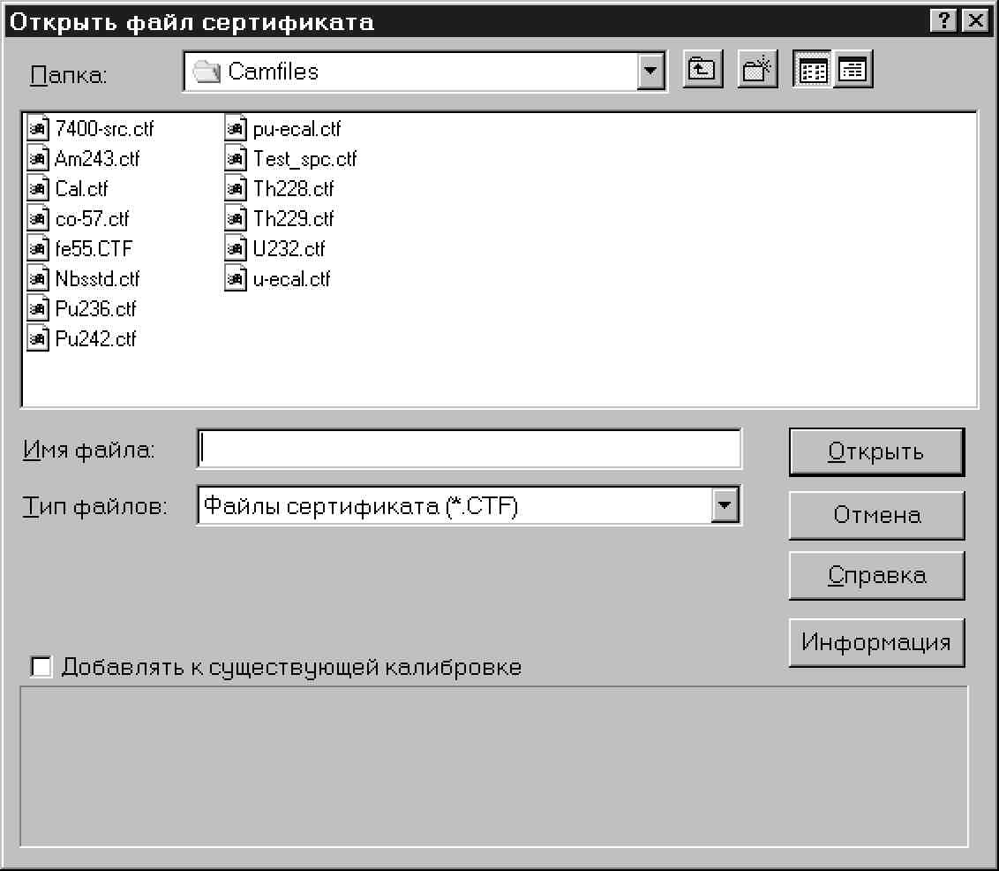 Открыть файл сертификата
Папка: Camfiles
7400-src.ctf
Am243.ctf
Cal.ctf
co-57.ctf
fe55.CTF
Nbsstd.ctf
Pu236.ctf
Pu242.ctf
pu-ecal.ctf
Test_spc.ctf
Th228.ctf
Th229.ctf
U232.ctf
u-ecal.ctf
Имя файла:
Открыть
Тип файлов: Файлы сертификата (*.CTF)
Отмена
Справка
Информация
Добавлять к существующей калибровке